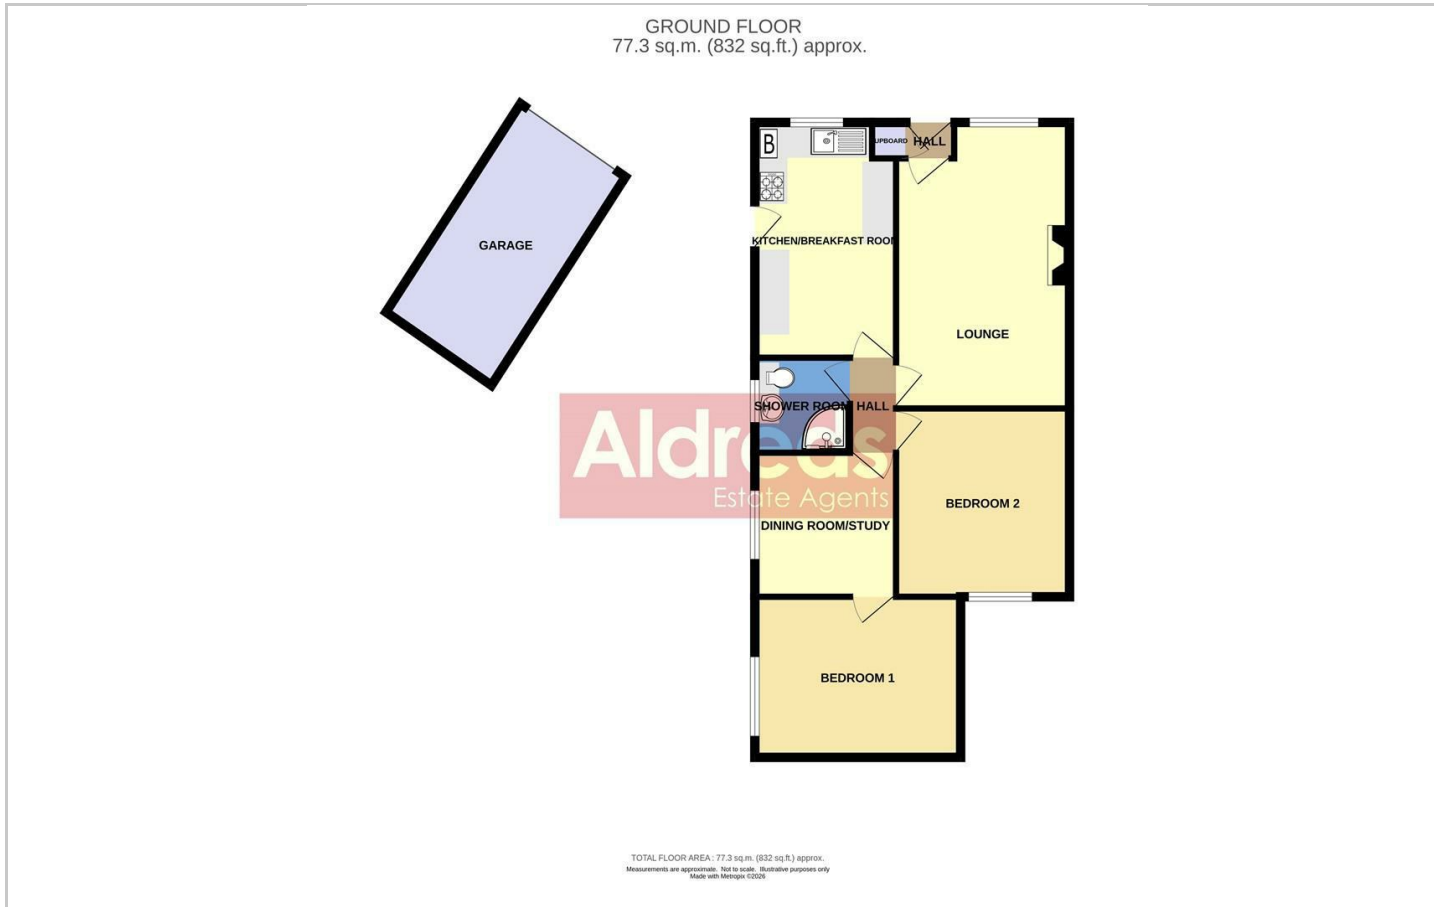 GROUND FLOOR
77.3 sq.m. (832 sq.ft.) approx.
B
UPBOARD
HALL
GARAGE
KITCHEN/BREAKFAST ROOM
LOUNGE
SHOWER ROOM
HALL
Aldreds
Estate Agents
BEDROOM 2
DINING ROOM/STUDY
BEDROOM 1
TOTAL FLOOR AREA : 77.3 sq.m. (832 sq.ft.) approx.
Measurements are approximate. Not to scale. Illustrative purposes only
Made with Metropix ©2026